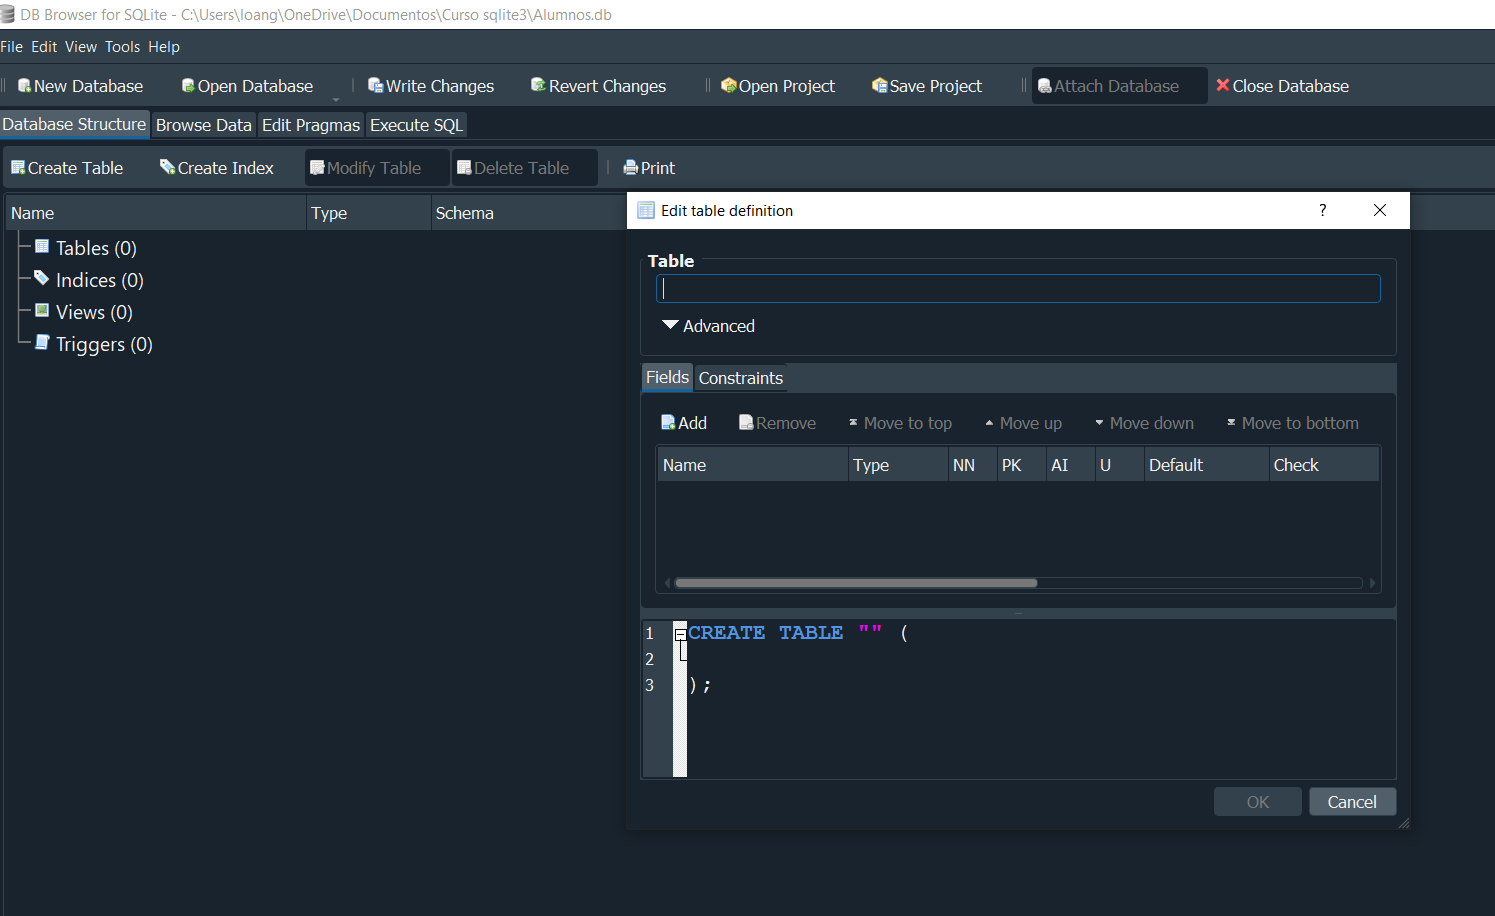 DB Browser for SQLite - C:\Users\loang\OneDrive\Documentos\Curso sqlite3\Alumnos.db
File Edit View Tools Help
New Database Open Database Write Changes Revert Changes Open Project Save Project Attach Database Close Database
Database Structure Browse Data Edit Pragmas Execute SQL
Create Table Create Index Modify Table Delete Table Print
Name Type Schema
Tables (0)
Indices (0)
Views (0)
Triggers (0)
Edit table definition ?
Table
Advanced
Fields Constraints
Add Remove Move to top Move up Move down Move to bottom
Name Type NN PK AI U Default Check
1 CREATE TABLE "" (
2
3 );
OK Cancel